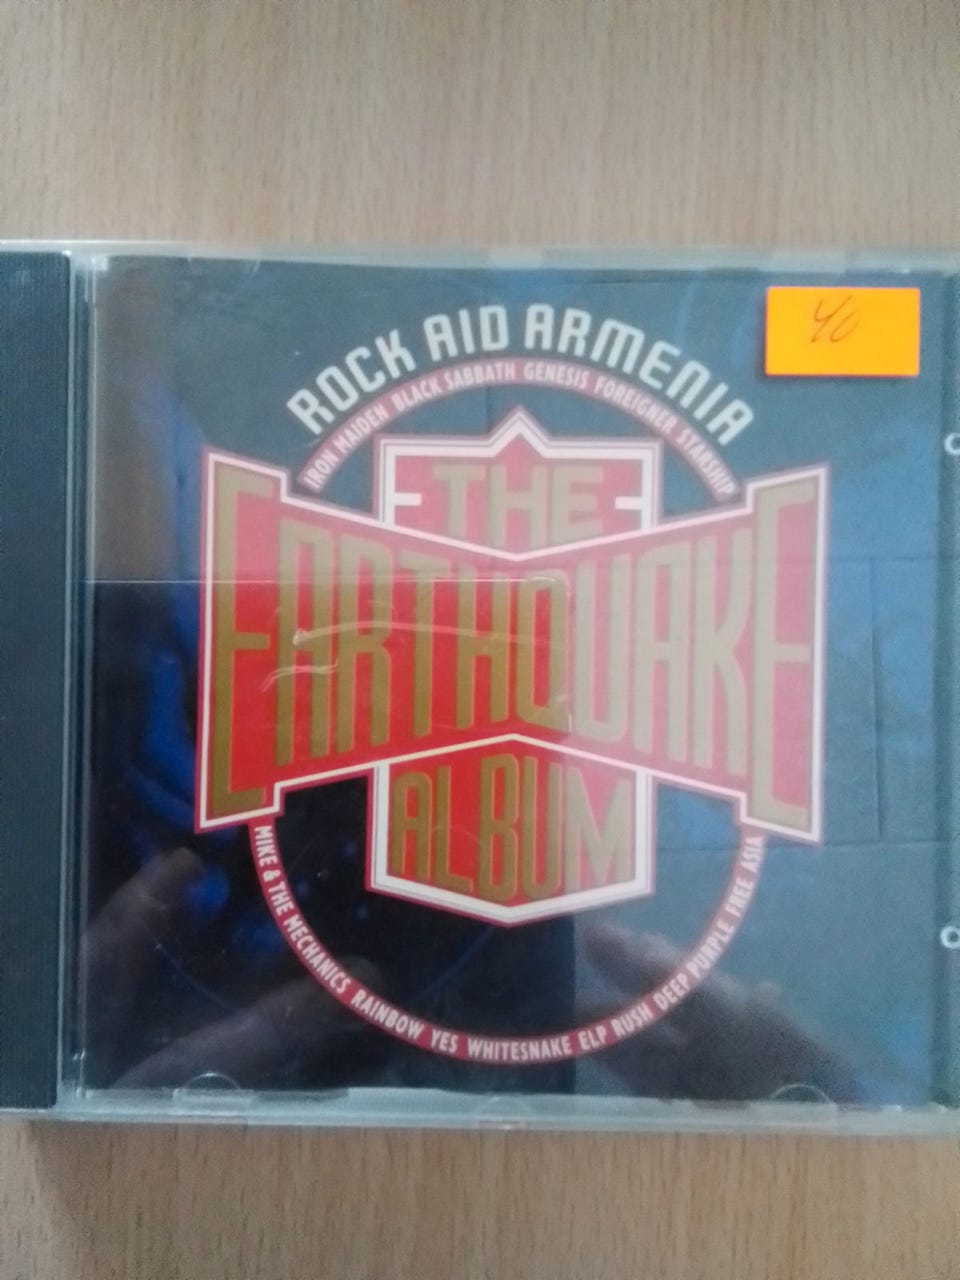 40
ROCK AID ARMENIA
IRON MAIDEN BLACK SABBATH GENESIS FOREIGNER STARSHIP
THE
EARTHQUAKE
ALBUM
MIKE & THE MECHANICS RAINBOW YES WHITESNAKE ELP RUSH DEEP PURPLE FREE ASIA